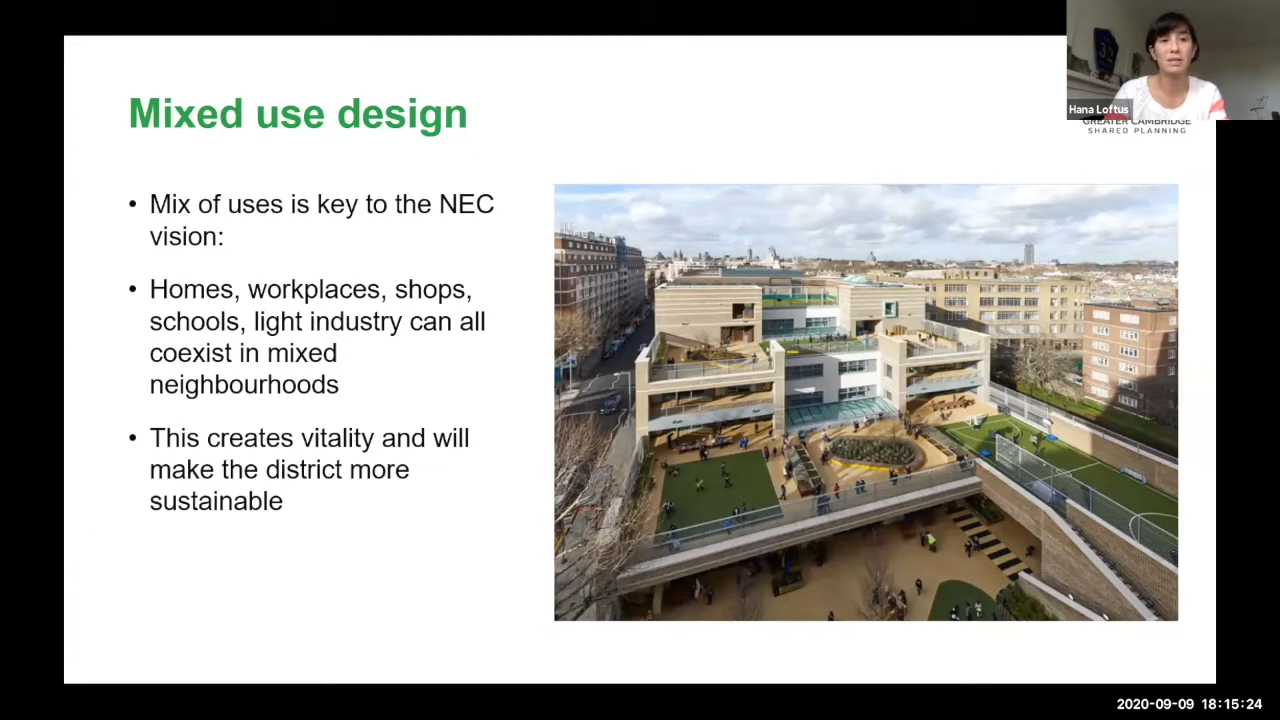 Hana Loftus
GREATER CAMBRIDGE
SHARED PLANNING
Mixed use design
• Mix of uses is key to the NEC
vision:
• Homes, workplaces, shops,
schools, light industry can all
coexist in mixed
neighbourhoods
• This creates vitality and will
make the district more
sustainable
2020-09-09 18:15:24